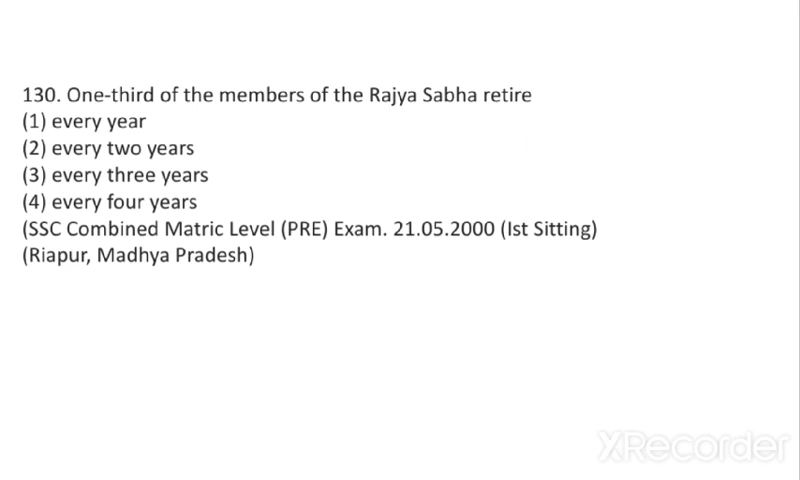 130. One-third of the members of the Rajya Sabha retire
(1) every year
(2) every two years
(3) every three years
(4) every four years
(SSC Combined Matric Level (PRE) Exam. 21.05.2000 (Ist Sitting)
(Riapur, Madhya Pradesh)
XRecorder